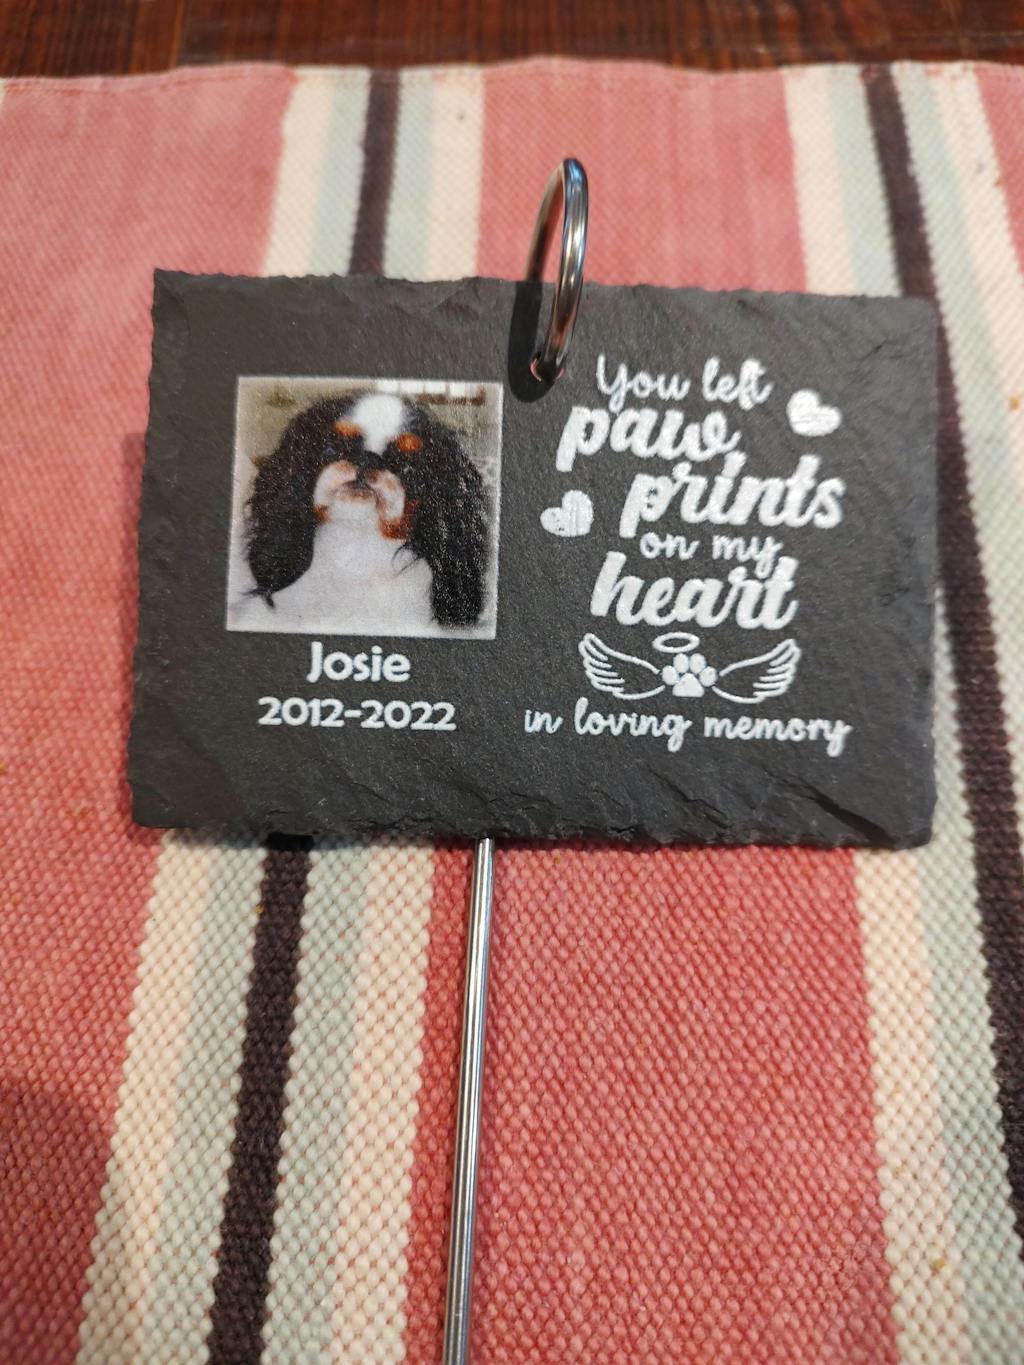 You left
paw
prints
on my
heart
in loving memory
Josie
2012-2022